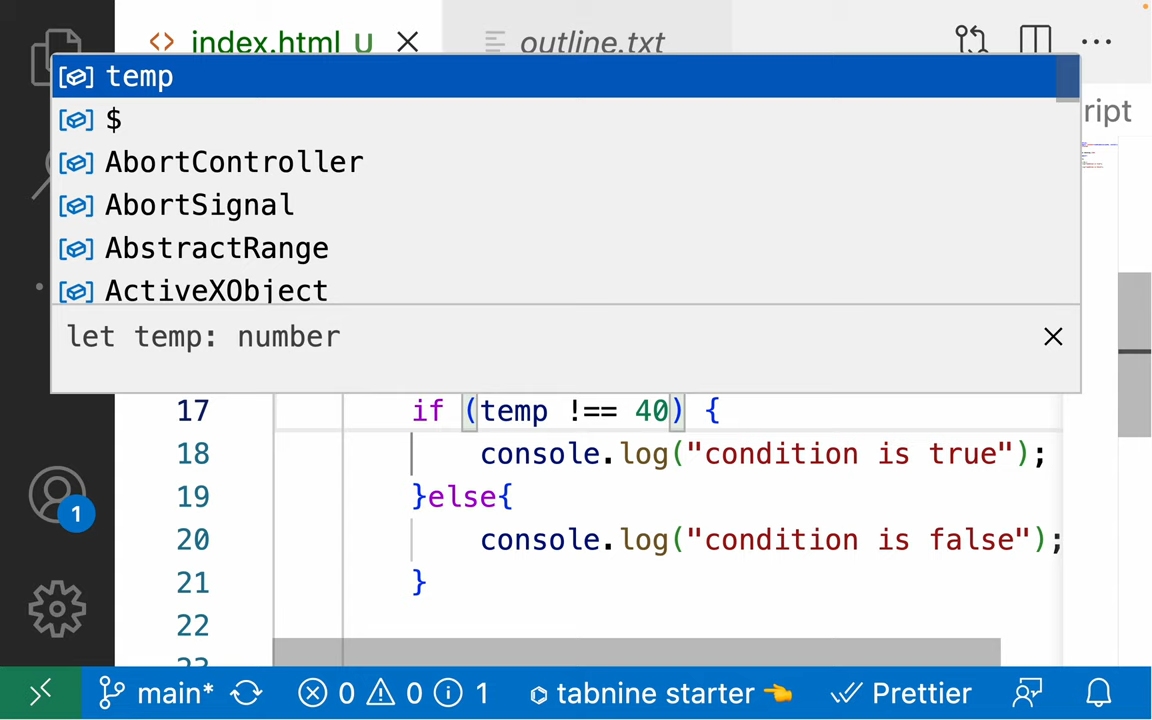 index.html U
outline.txt
temp
$
ript
AbortController
AbortSignal
AbstractRange
ActiveXObject
let temp: number
17 if (temp !== 40) {
18 console.log("condition is true");
19 }else{
20 console.log("condition is false");
21 }
22
1
main* 0 0 1 tabnine starter Prettier